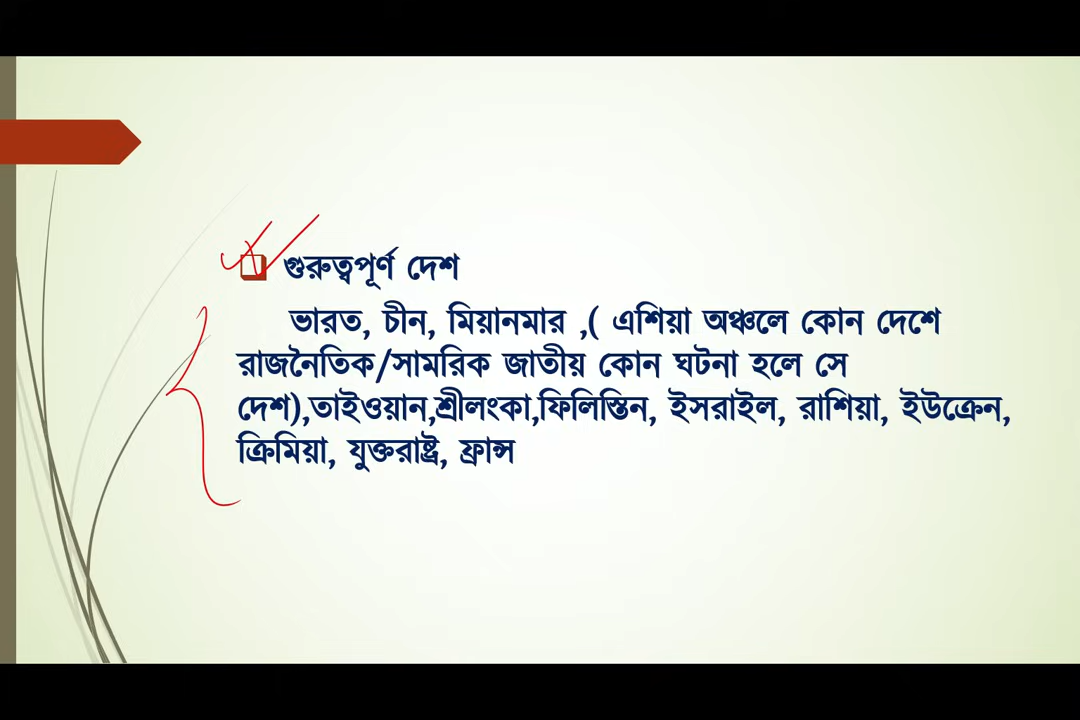 গুরুত্বপূর্ণ দেশ
ভারত, চীন, মিয়ানমার ,( এশিয়া অঞ্চলে কোন দেশে
রাজনৈতিক/সামরিক জাতীয় কোন ঘটনা হলে সে
দেশ),তাইওয়ান,শ্রীলংকা,ফিলিস্তিন, ইসরাইল, রাশিয়া, ইউক্রেন,
ক্রিমিয়া, যুক্তরাষ্ট্র, ফ্রান্স